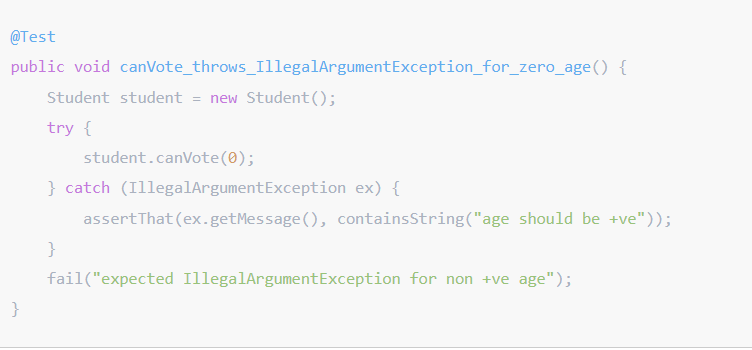 @Test
public void canVote_throws_IllegalArgumentException_for_zero_age() {
    Student student = new Student();
    try {
        student.canVote(0);
    } catch (IllegalArgumentException ex) {
        assertThat(ex.getMessage(), containsString("age should be +ve"));
    }
    fail("expected IllegalArgumentException for non +ve age");
}